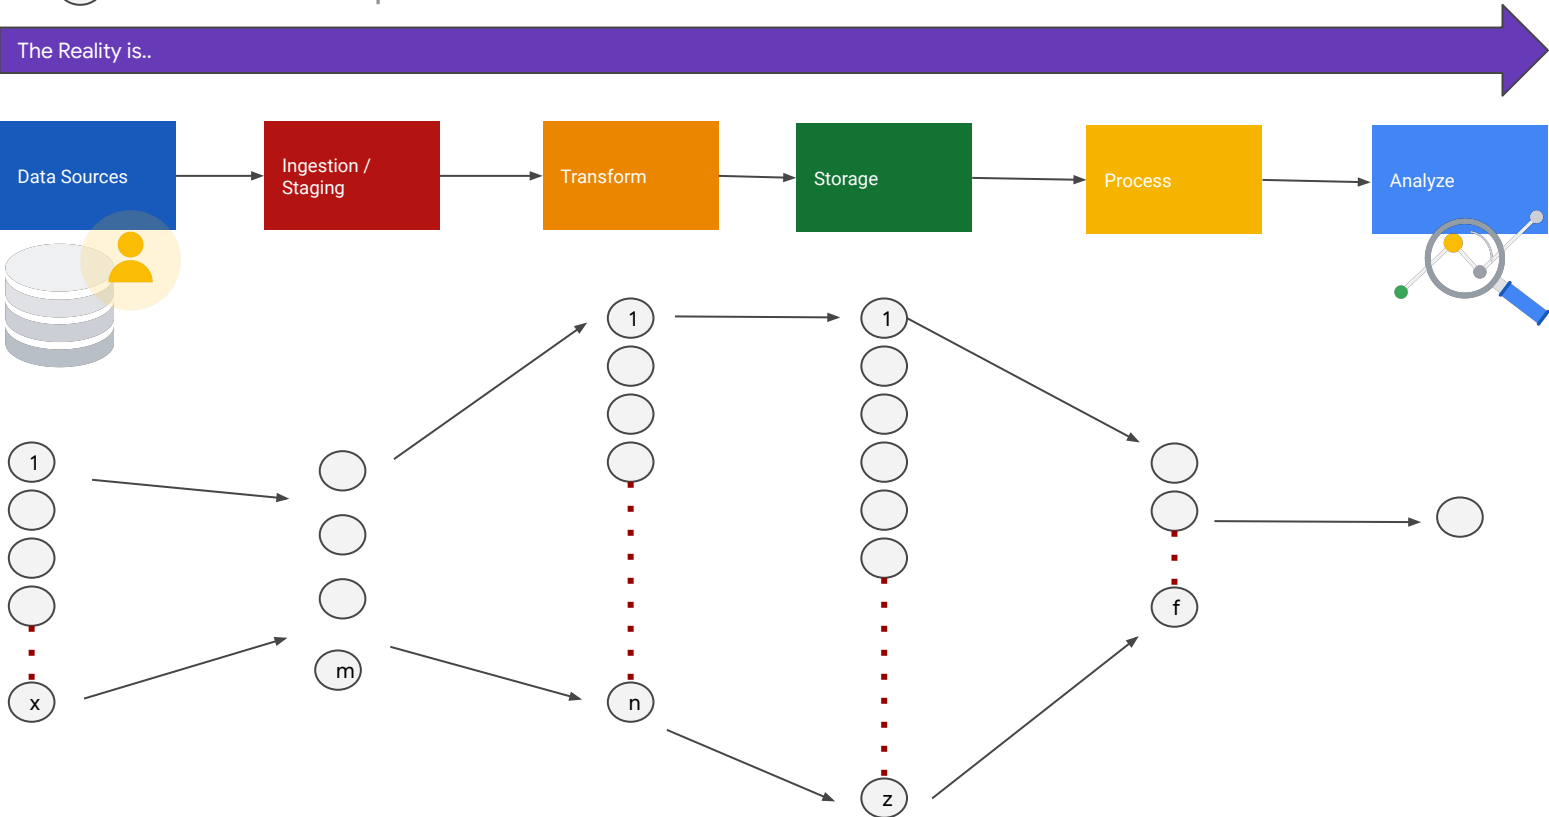 The Reality is..
Data Sources
Ingestion /
Staging
Transform
Storage
Process
Analyze
1
1
1
x
m
n
z
f